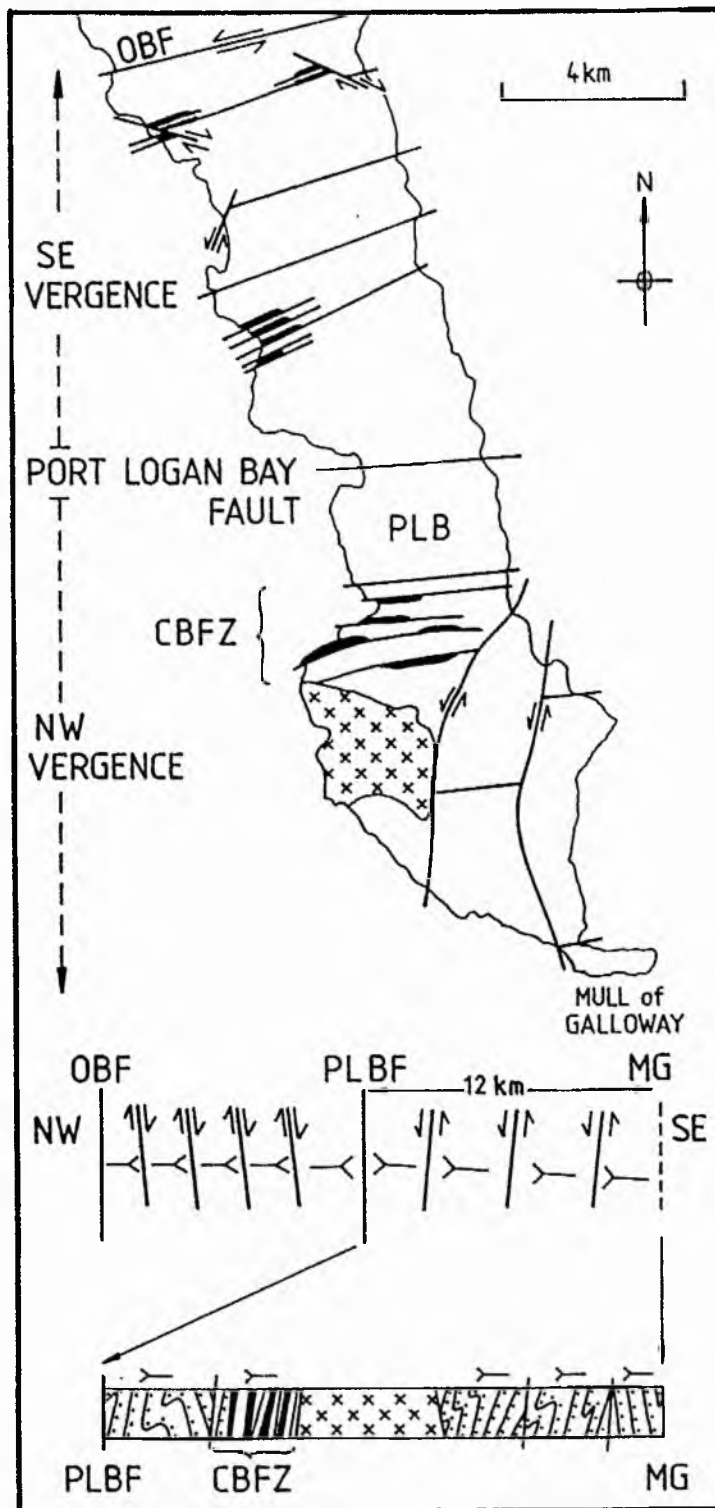 OBF
4km
N
SE
VERGENCE
PORT LOGAN BAY
FAULT
PLB
CBFZ
NW
VERGENCE
MULL of
GALLOWAY
OBF
PLBF
12 km
MG
NW
SE
PLBF
CBFZ
MG